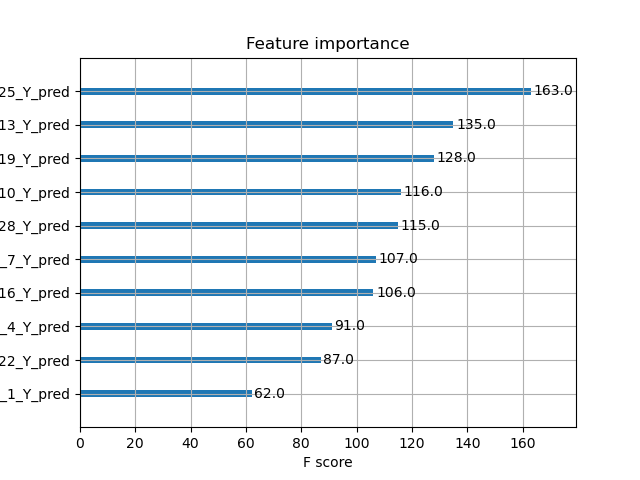 Feature importance
25_Y_pred 163.0
13_Y_pred 135.0
19_Y_pred 128.0
10_Y_pred 116.0
28_Y_pred 115.0
_7_Y_pred 107.0
16_Y_pred 106.0
_4_Y_pred 91.0
22_Y_pred 87.0
_1_Y_pred 62.0
0 20 40 60 80 100 120 140 160
F score